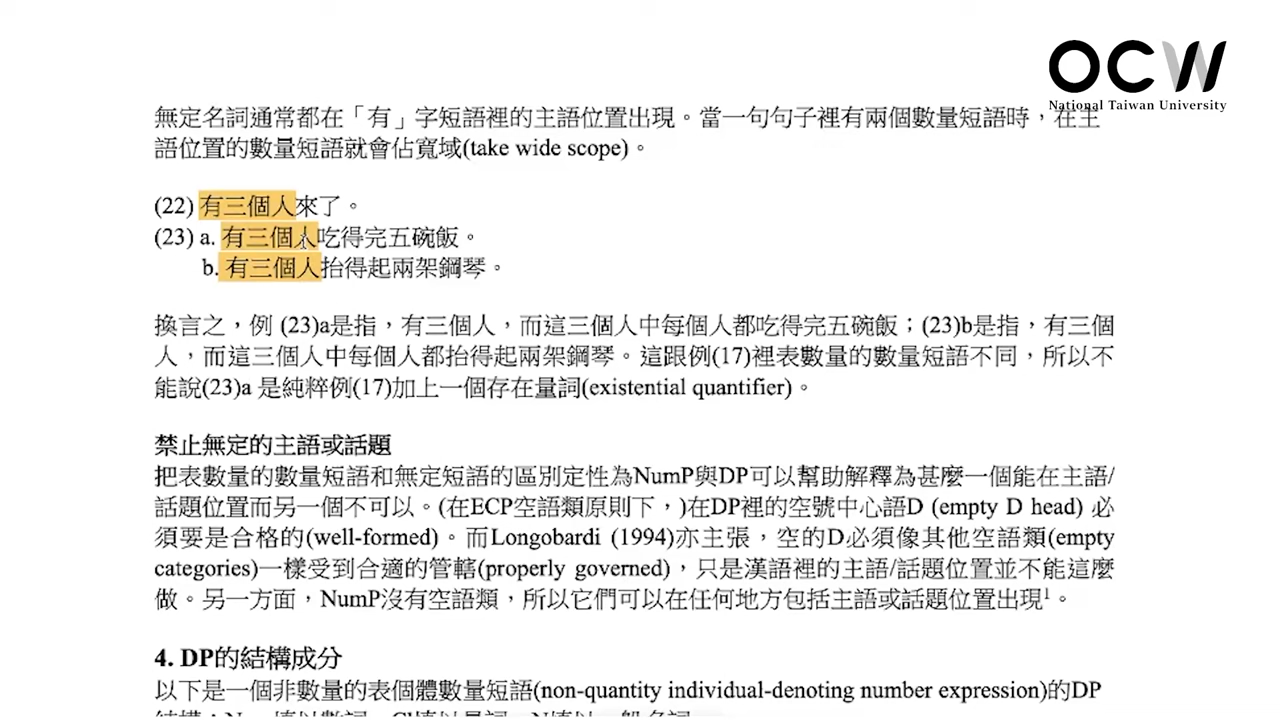 OCW
National Taiwan University
無定名詞通常都在「有」字短語裡的主語位置出現。當一句句子裡有兩個數量短語時，在主
語位置的數量短語就會佔寬域(take wide scope)。
(22) 有三個人來了。
(23) a. 有三個人吃得完五碗飯。
b. 有三個人抬得起兩架鋼琴。
換言之，例 (23)a是指，有三個人，而這三個人中每個人都吃得完五碗飯；(23)b是指，有三個
人，而這三個人中每個人都抬得起兩架鋼琴。這跟例(17)裡表數量的數量短語不同，所以不
能說(23)a 是純粹例(17)加上一個存在量詞(existential quantifier)。
禁止無定的主語或話題
把表數量的數量短語和無定短語的區別定性為NumP與DP可以幫助解釋為甚麼一個能在主語/
話題位置而另一個不可以。(在ECP空語類原則下，)在DP裡的空號中心語D (empty D head) 必
須要是合格的(well-formed)。而Longobardi (1994)亦主張，空的D必須像其他空語類(empty
categories)一樣受到合適的管轄(properly governed)，只是漢語裡的主語/話題位置並不能這麼
做。另一方面，NumP沒有空語類，所以它們可以在任何地方包括主語或話題位置出現1。
4. DP的結構成分
以下是一個非數量的表個體數量短語(non-quantity individual-denoting number expression)的DP